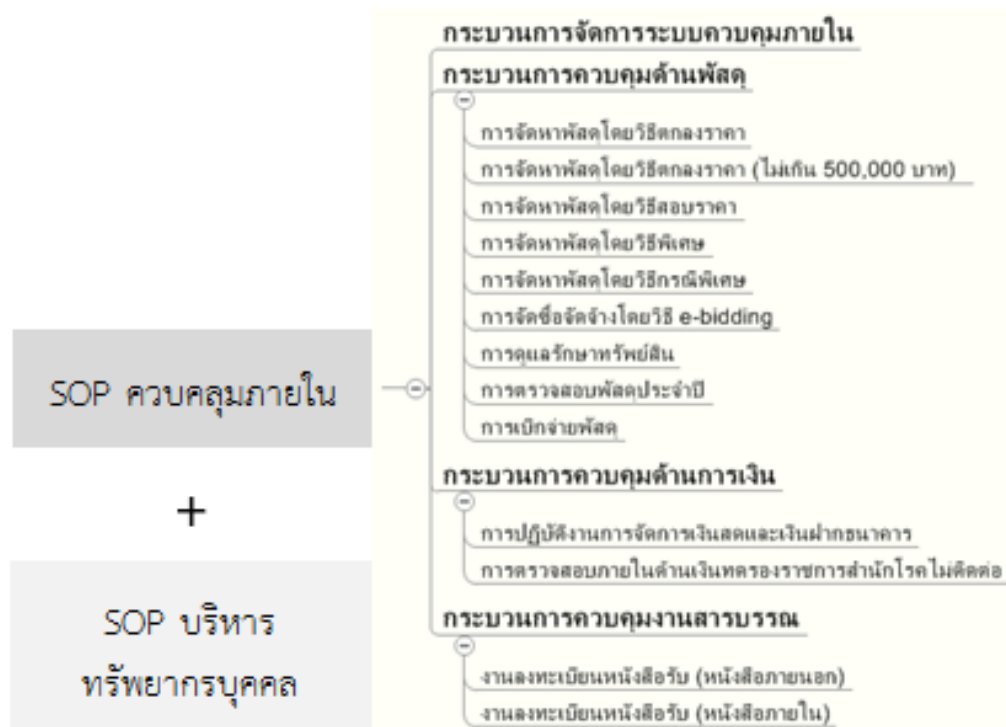 SOP ควบคลุมภายใน
+
SOP บริหาร
ทรัพยากรบุคคล
กระบวนการจัดการระบบควบคุมภายใน
กระบวนการควบคุมด้านพัสดุ
การจัดหาพัสดุโดยวิธีตกลงราคา
การจัดหาพัสดุโดยวิธีตกลงราคา (ไม่เกิน 500,000 บาท)
การจัดหาพัสดุโดยวิธีสอบราคา
การจัดหาพัสดุโดยวิธีพิเศษ
การจัดหาพัสดุโดยวิธีกรณีพิเศษ
การจัดซื้อจัดจ้างโดยวิธี e-bidding
การดูแลรักษาทรัพย์สิน
การตรวจสอบพัสดุประจำปี
การเบิกจ่ายพัสดุ
กระบวนการควบคุมด้านการเงิน
การปฏิบัติงานการจัดการเงินสดและเงินฝากธนาคาร
การตรวจสอบภายในด้านเงินทดรองราชการสำนักโรคไม่ติดต่อ
กระบวนการควบคุมงานสารบรรณ
งานลงทะเบียนหนังสือรับ (หนังสือภายนอก)
งานลงทะเบียนหนังสือรับ (หนังสือภายใน)